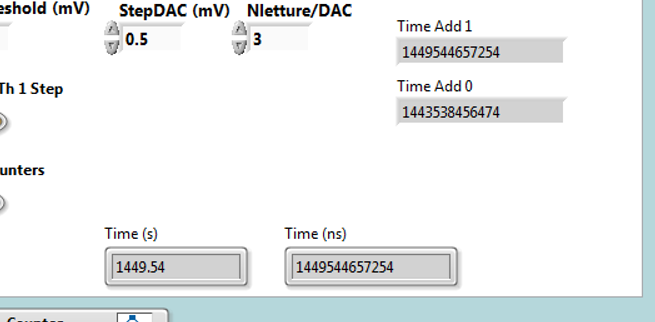 eshold (mV) StepDAC (mV) Nletture/DAC
0.5 3
Time Add 1
1449544657254
Time Add 0
1443538456474
Th 1 Step
unters
Time (s) Time (ns)
1449.54 1449544657254
Counter